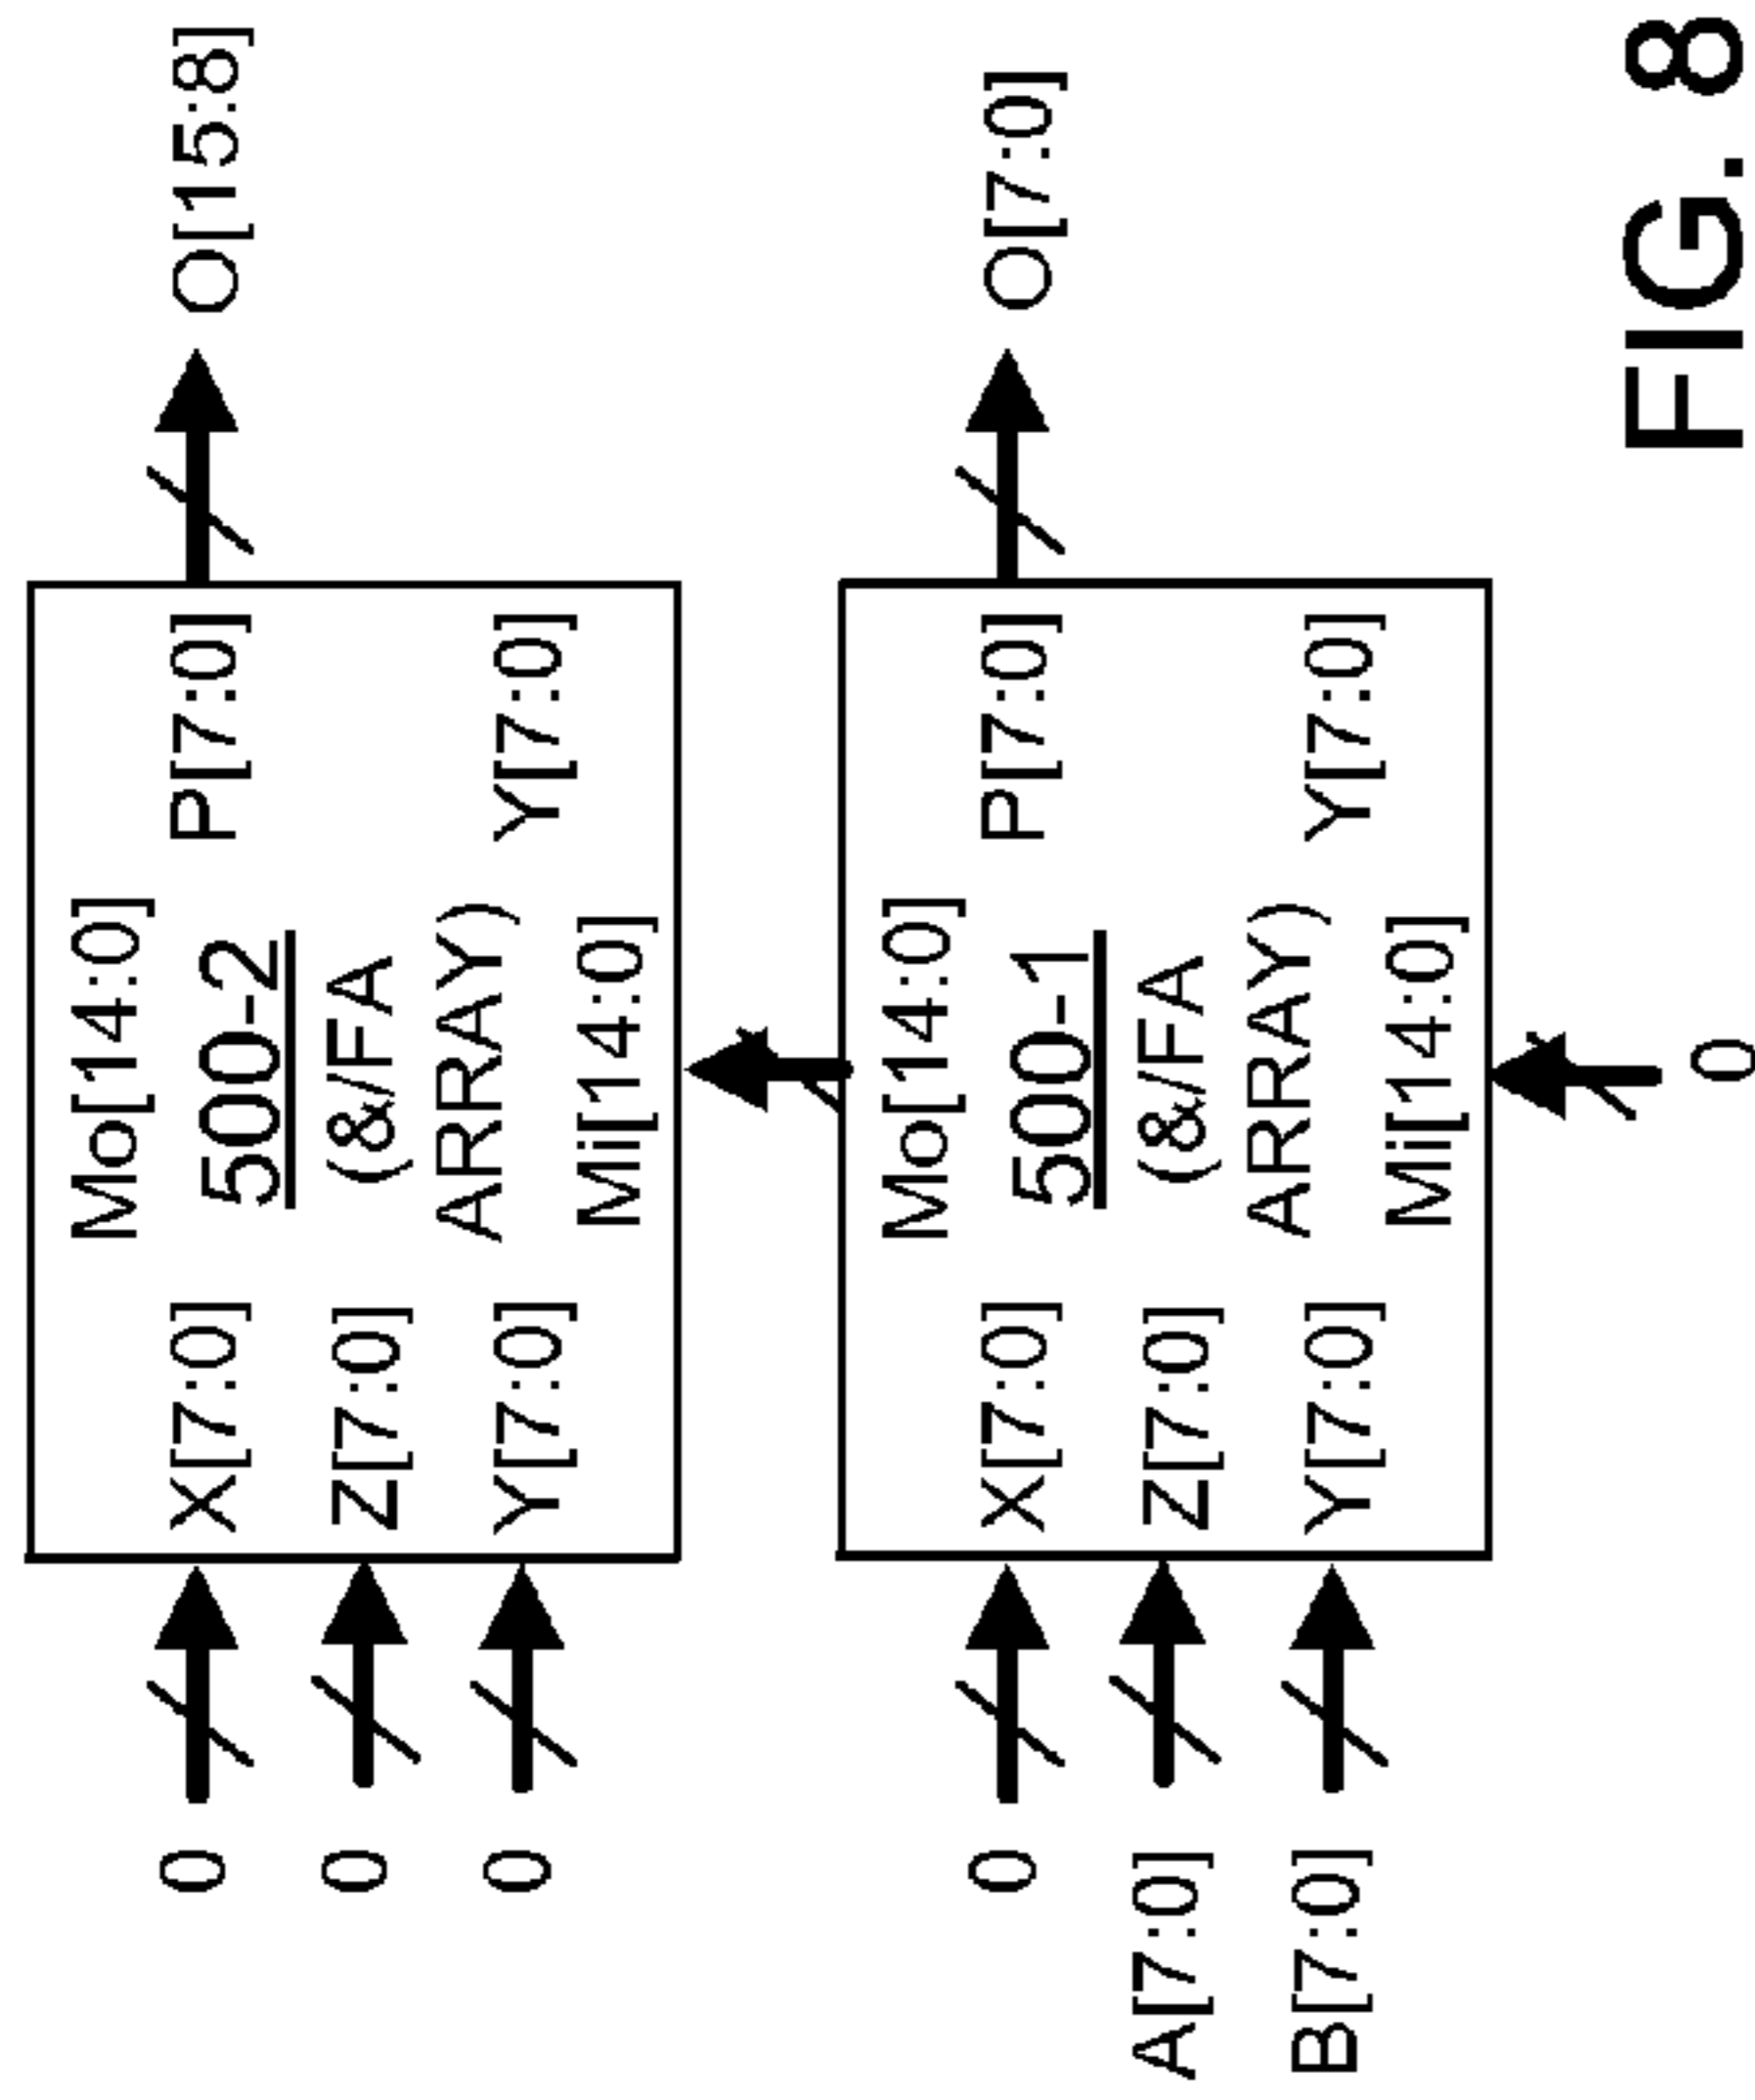 Mo[14:0]
0 X[7:0] 500-2 P[7:0] O[15:8]
0 Z[7:0] (&/FA
0 Y[7:0] ARRAY) Y[7:0]
Mi[14:0]
Mo[14:0]
0 X[7:0] 500-1 P[7:0] O[7:0]
A[7:0] Z[7:0] (&/FA
B[7:0] Y[7:0] ARRAY) Y[7:0]
Mi[14:0]
0
FIG. 8